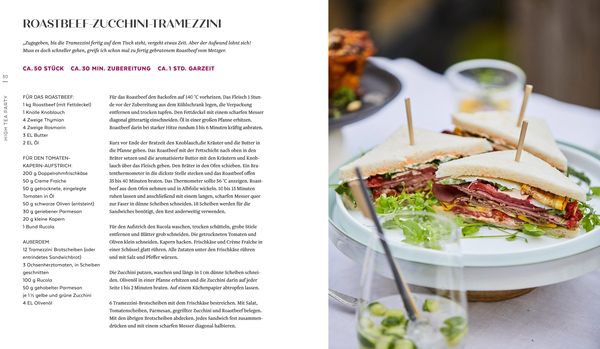 ROASTBEEF-ZUCCHINI-TRAMEZZINI
„Zugegeben, bis die Tramezzini fertig auf dem Tisch steht, vergeht etwas Zeit. Aber der Aufwand lohnt sich!
Muss es doch schneller gehen, greife ich schon mal zu fertig gebratenem Roastbeef vom Metzger.
CA. 50 STÜCK CA. 30 MIN. ZUBEREITUNG CA. 1 STD. GARZEIT
10
HIGH TEA PARTY
FÜR DAS ROASTBEEF:
1 kg Roastbeef (mit Fettdeckel)
1 Knolle Knoblauch
4 Zweige Thymian
4 Zweige Rosmarin
3 EL Butter
2 EL Öl
FÜR DEN TOMATEN-
KAPERN-AUFSTRICH:
200 g Doppelrahmfrischkäse
50 g Creme Fraîche
50 g getrocknete, eingelegte
Tomaten in Öl
50 g schwarze Oliven (entsteint)
30 g geriebener Parmesan
20 g kleine Kapern
1 Bund Rucola
AUßERDEM:
12 Tramezzini Brotscheiben (oder
entrindetes Sandwichbrot)
3 Ochsenherztomaten, in Scheiben
geschnitten
100 g Rucola
50 g gehobelter Parmesan
je 1½ gelbe und grüne Zucchini
4 EL Olivenöl
Für das Roastbeef den Backofen auf 140 °C vorheizen. Das Fleisch 1 Stun-
de vor der Zubereitung aus dem Kühlschrank legen, die Verpackung
entfernen und trocken tupfen. Den Fettdeckel mit einem scharfen Messer
diagonal gitterartig einschneiden. Öl in einer großen Pfanne erhitzen.
Roastbeef darin bei starker Hitze rundum 5 bis 6 Minuten kräftig anbraten.
Kurz vor Ende der Bratzeit den Knoblauch, die Kräuter und die Butter in
die Pfanne geben. Das Roastbeef mit der Fettschicht nach oben in den
Bräter setzen und die aromatisierte Butter mit den Kräutern und Knob-
lauch über das Fleisch geben. Den Bräter in den Ofen schieben. Ein Bra-
tenthermometer in die dickste Stelle stecken und das Roastbeef offen
35 bis 40 Minuten braten. Das Thermometer sollte 56 °C anzeigen. Roast-
beef aus dem Ofen nehmen und in Alufolie wickeln. 10 bis 15 Minuten
ruhen lassen und anschließend mit einem langen, scharfen Messer quer
zur Faser in dünne Scheiben schneiden. 18 Scheiben werden für die
Sandwiches benötigt, den Rest anderweitig verwenden.
Für den Aufstrich den Rucola waschen, trocken schütteln, grobe Stiele
entfernen und Blätter grob schneiden. Die getrockneten Tomaten und
Oliven klein schneiden. Kapern hacken. Frischkäse und Crème Fraîche in
einer Schüssel glatt rühren. Alle Zutaten unter den Frischkäse rühren
und mit Salz und Pfeffer würzen.
Die Zucchini putzen, waschen und längs in 1 cm dünne Scheiben schnei-
den. Olivenöl in einer Pfanne erhitzen und die Zucchini darin auf jeder
Seite 1 bis 2 Minuten braten. Auf einem Küchenpapier abtropfen lassen.
6 Tramezzini-Brotscheiben mit dem Frischkäse bestreichen. Mit Salat,
Tomatenscheiben, Parmesan, gegrillter Zucchini und Roastbeef belegen.
Mit den übrigen Brotscheiben abdecken. Jedes Sandwich fest zusammen-
drücken und mit einem scharfen Messer diagonal halbieren.